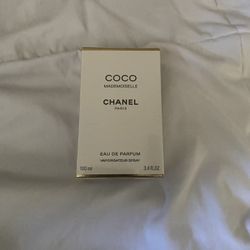 COCO
MADEMOISELLE
CHANEL
PARIS
EAU DE PARFUM
VAPORISATEUR SPRAY
100 ml 3.4 FL.OZ